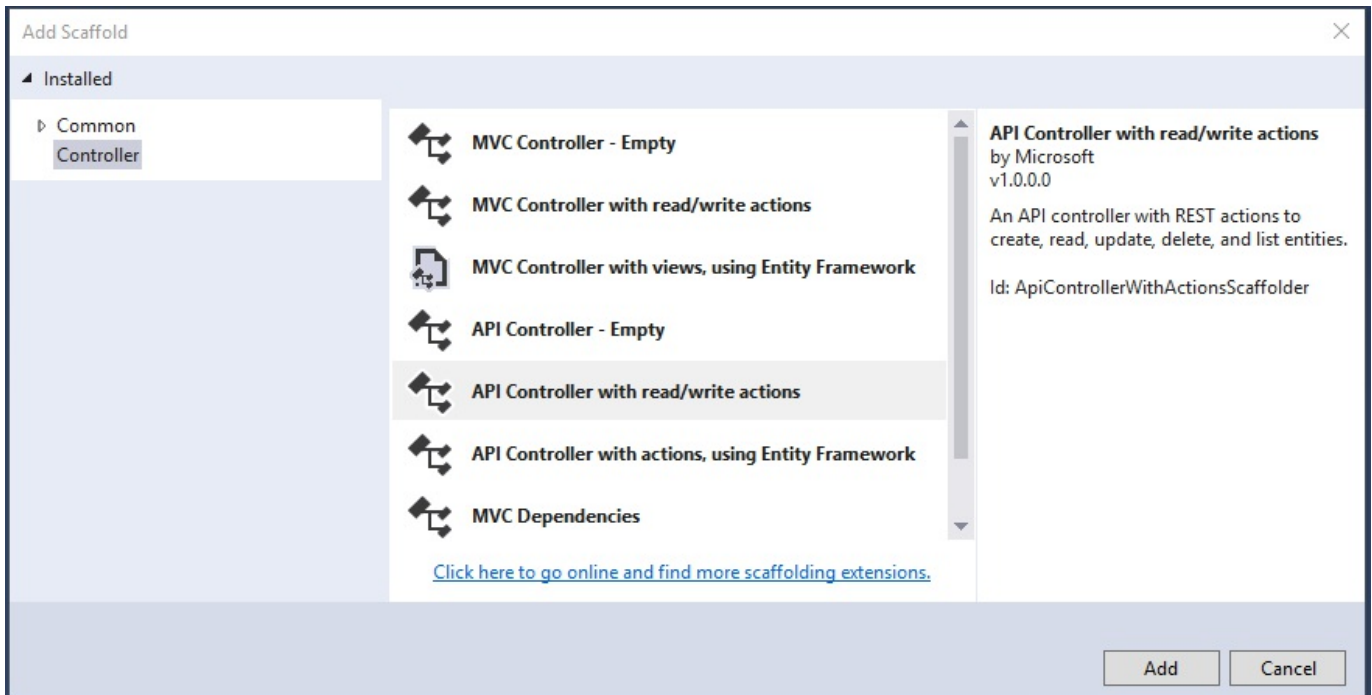 Add Scaffold
Installed
Common
Controller
MVC Controller - Empty
MVC Controller with read/write actions
MVC Controller with views, using Entity Framework
API Controller - Empty
API Controller with read/write actions
API Controller with actions, using Entity Framework
MVC Dependencies
Click here to go online and find more scaffolding extensions.
API Controller with read/write actions
by Microsoft
v1.0.0.0
An API controller with REST actions to
create, read, update, delete, and list entities.
Id: ApiControllerWithActionsScaffolder
Add
Cancel